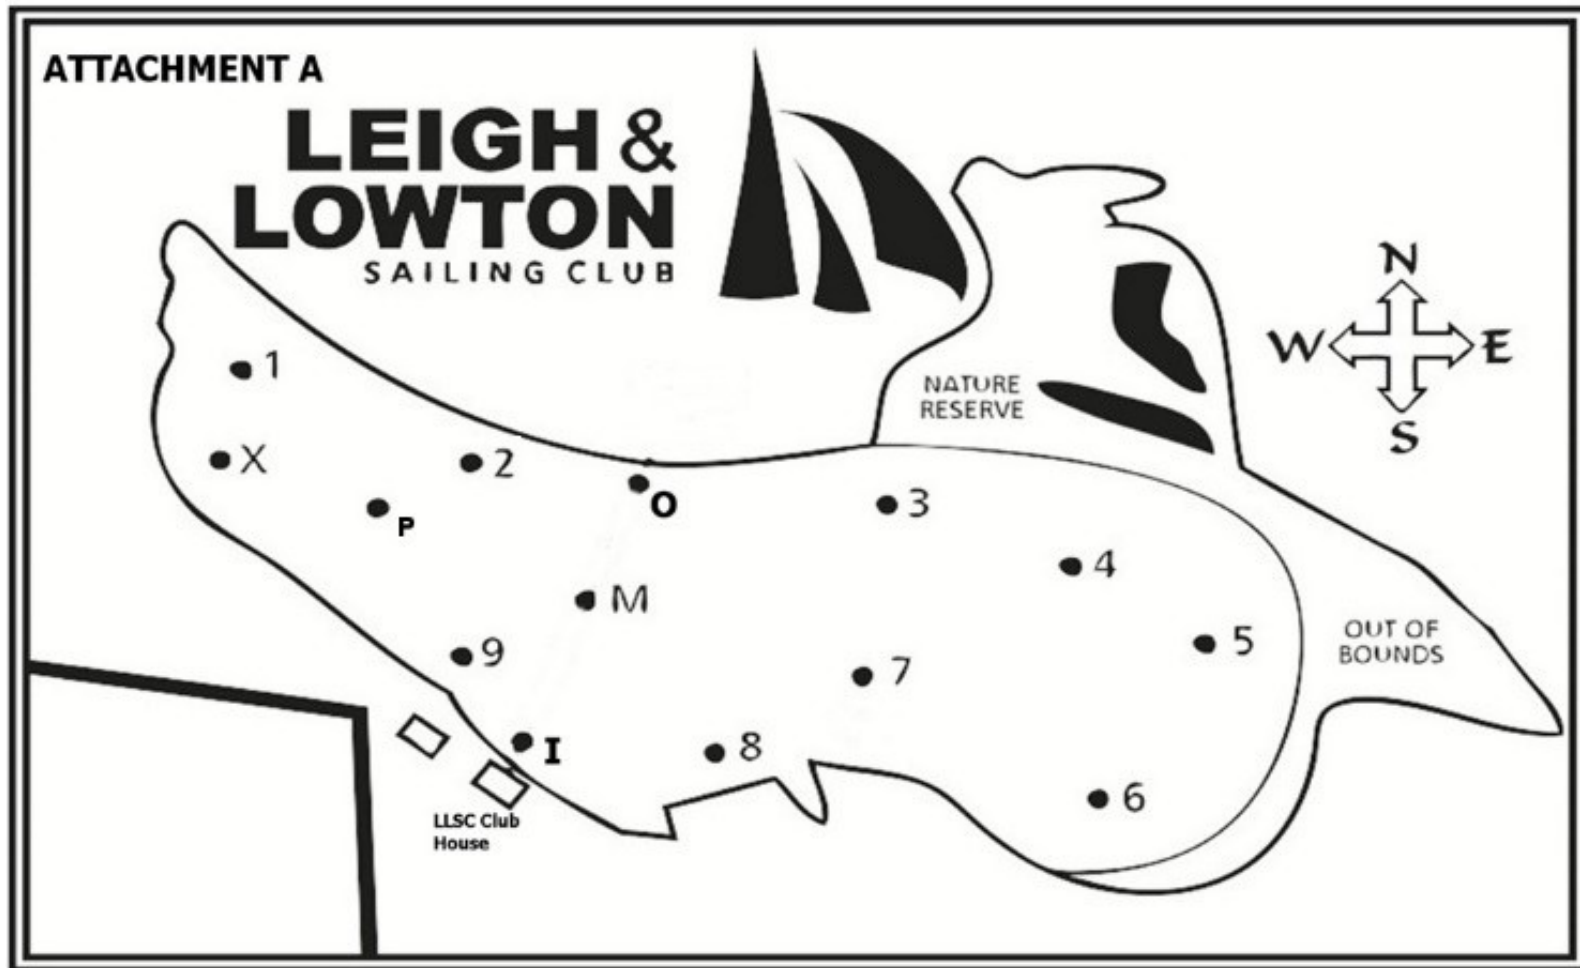 ATTACHMENT A
LEIGH &
LOWTON
SAILING CLUB
N
W E
S
NATURE
RESERVE
1
X
2
P
O
3
4
M
5
OUT OF
BOUNDS
9
7
I
8
6
LLSC Club
House